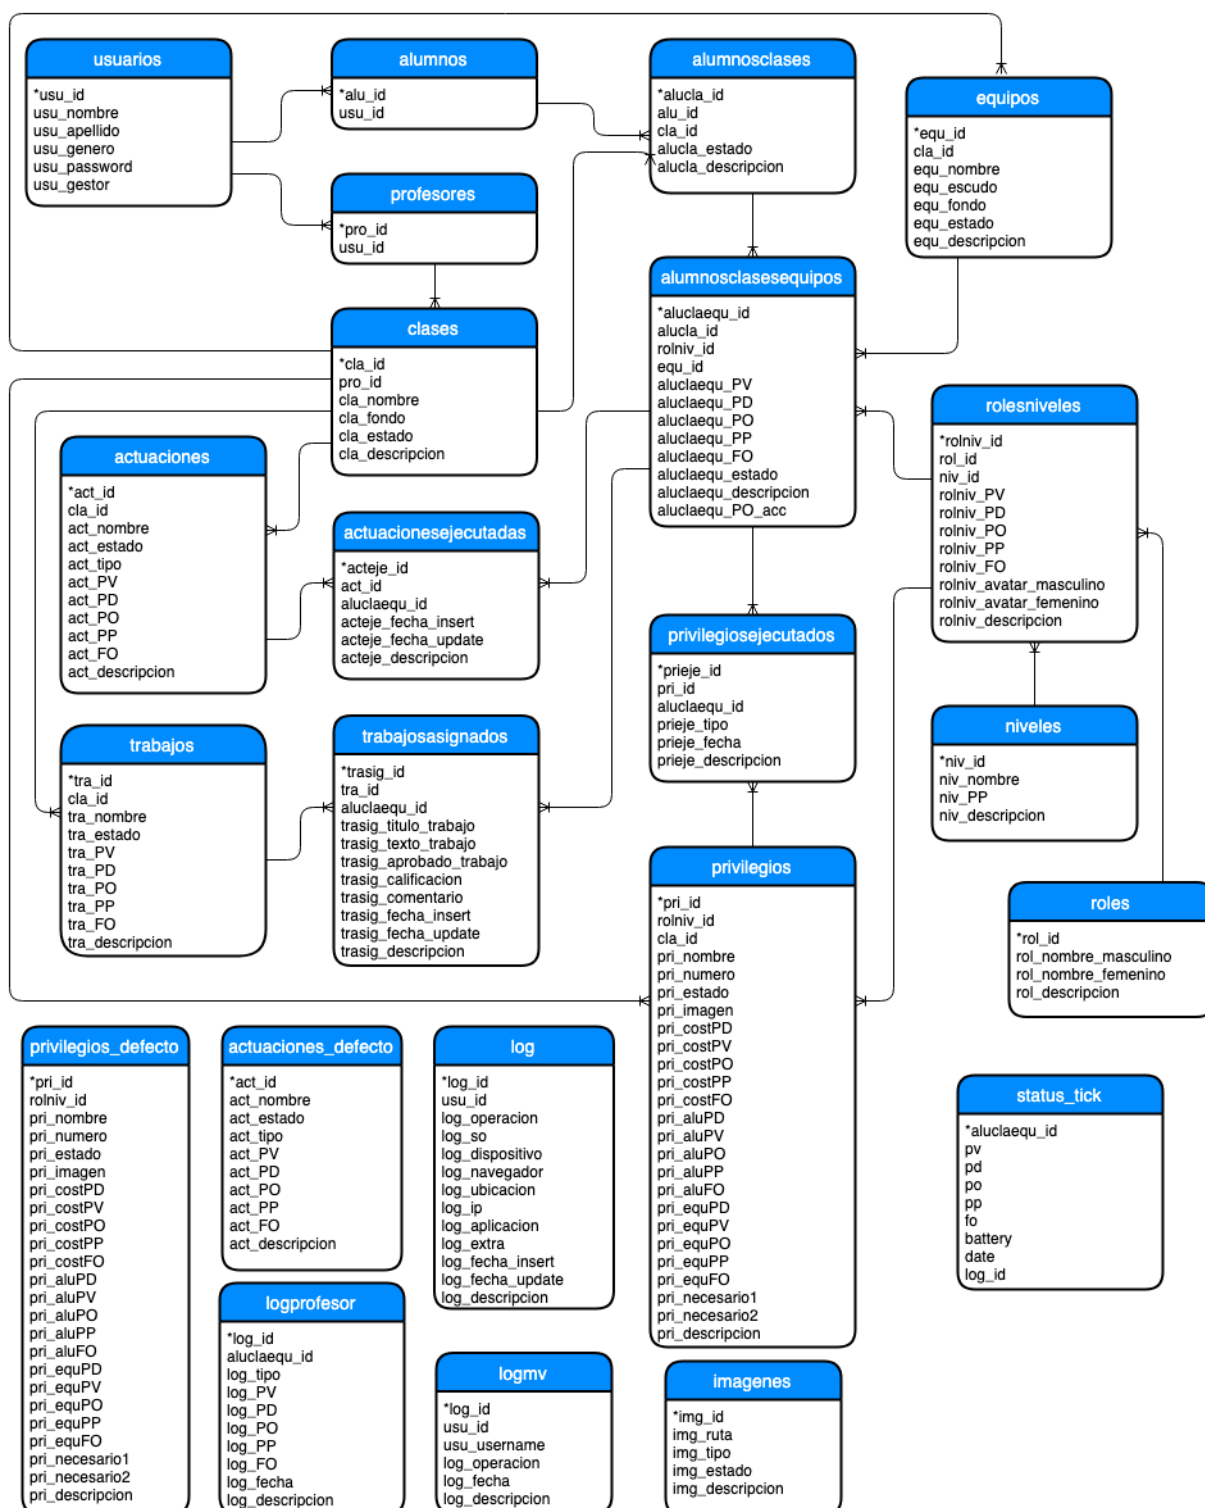 usuarios
*usu_id
usu_nombre
usu_apellido
usu_genero
usu_password
usu_gestor
alumnos
*alu_id
usu_id
alumnosclases
*alucla_id
alu_id
cla_id
alucla_estado
alucla_descripcion
equipos
*equ_id
cla_id
equ_nombre
equ_escudo
equ_fondo
equ_estado
equ_descripcion
profesores
*pro_id
usu_id
clases
*cla_id
pro_id
cla_nombre
cla_fondo
cla_estado
cla_descripcion
alumnosclasesequipos
*aluclaequ_id
alucla_id
rolniv_id
equ_id
aluclaequ_PV
aluclaequ_PD
aluclaequ_PO
aluclaequ_PP
aluclaequ_FO
aluclaequ_estado
aluclaequ_descripcion
aluclaequ_PO_acc
rolesniveles
*rolniv_id
rol_id
niv_id
rolniv_PV
rolniv_PD
rolniv_PO
rolniv_PP
rolniv_FO
rolniv_avatar_masculino
rolniv_avatar_femenino
rolniv_descripcion
actuaciones
*act_id
cla_id
act_nombre
act_estado
act_tipo
act_PV
act_PD
act_PO
act_PP
act_FO
act_descripcion
actuacionesejecutadas
*acteje_id
act_id
aluclaequ_id
acteje_fecha_insert
acteje_fecha_update
acteje_descripcion
privilegiosejecutados
*prieje_id
pri_id
aluclaequ_id
prieje_tipo
prieje_fecha
prieje_descripcion
niveles
*niv_id
niv_nombre
niv_PP
niv_descripcion
trabajos
*tra_id
cla_id
tra_nombre
tra_estado
tra_PV
tra_PD
tra_PO
tra_PP
tra_FO
tra_descripcion
trabajosasignados
*trasig_id
tra_id
aluclaequ_id
trasig_titulo_trabajo
trasig_texto_trabajo
trasig_aprobado_trabajo
trasig_calificacion
trasig_comentario
trasig_fecha_insert
trasig_fecha_update
trasig_descripcion
privilegios
*pri_id
rolniv_id
cla_id
pri_nombre
pri_numero
pri_estado
pri_imagen
pri_costPD
pri_costPV
pri_costPO
pri_costPP
pri_costFO
pri_aluPD
pri_aluPV
pri_aluPO
pri_aluPP
pri_aluFO
pri_equPD
pri_equPV
pri_equPO
pri_equPP
pri_equFO
pri_necesario1
pri_necesario2
pri_descripcion
roles
*rol_id
rol_nombre_masculino
rol_nombre_femenino
rol_descripcion
privilegios_defecto
*pri_id
rolniv_id
pri_nombre
pri_numero
pri_estado
pri_imagen
pri_costPD
pri_costPV
pri_costPO
pri_costPP
pri_costFO
pri_aluPD
pri_aluPV
pri_aluPO
pri_aluPP
pri_aluFO
pri_equPD
pri_equPV
pri_equPO
pri_equPP
pri_equFO
pri_necesario1
pri_necesario2
pri_descripcion
actuaciones_defecto
*act_id
act_nombre
act_estado
act_tipo
act_PV
act_PD
act_PO
act_PP
act_FO
act_descripcion
log
*log_id
usu_id
log_operacion
log_so
log_dispositivo
log_navegador
log_ubicacion
log_ip
log_aplicacion
log_extra
log_fecha_insert
log_fecha_update
log_descripcion
status_tick
*aluclaequ_id
pv
pd
po
pp
fo
battery
date
log_id
logprofesor
*log_id
aluclaequ_id
log_tipo
log_PV
log_PD
log_PO
log_PP
log_FO
log_fecha
log_descripcion
logmv
*log_id
usu_id
usu_username
log_operacion
log_fecha
log_descripcion
imagenes
*img_id
img_ruta
img_tipo
img_estado
img_descripcion